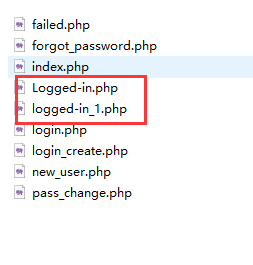 failed.php
forgot_password.php
index.php
Logged-in.php
logged-in_1.php
login.php
login_create.php
new_user.php
pass_change.php